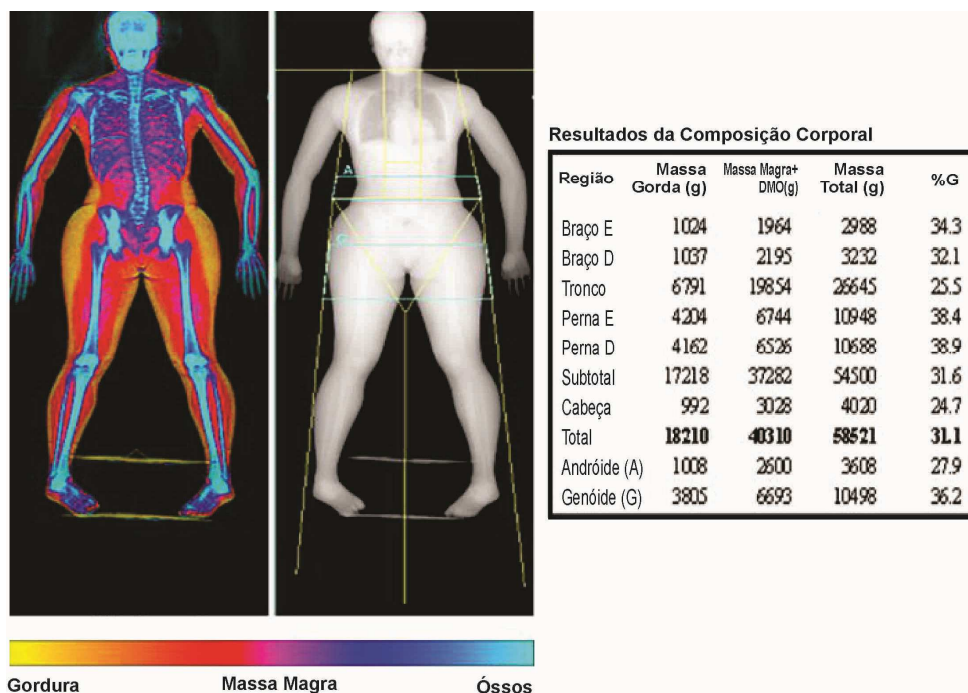 A
G
Resultados da Composição Corporal
Região Massa Gorda (g) Massa Magra+ DMO(g) Massa Total (g) %G
Braço E 1024 1964 2988 34.3
Braço D 1037 2195 3232 32.1
Tronco 6791 19854 26645 25.5
Perna E 4204 6744 10948 38.4
Perna D 4162 6526 10688 38.9
Subtotal 17218 37282 54500 31.6
Cabeça 992 3028 4020 24.7
Total 18210 40310 58521 31.1
Andróide (A) 1008 2600 3608 27.9
Genóide (G) 3805 6693 10498 36.2
Gordura Massa Magra Óssos